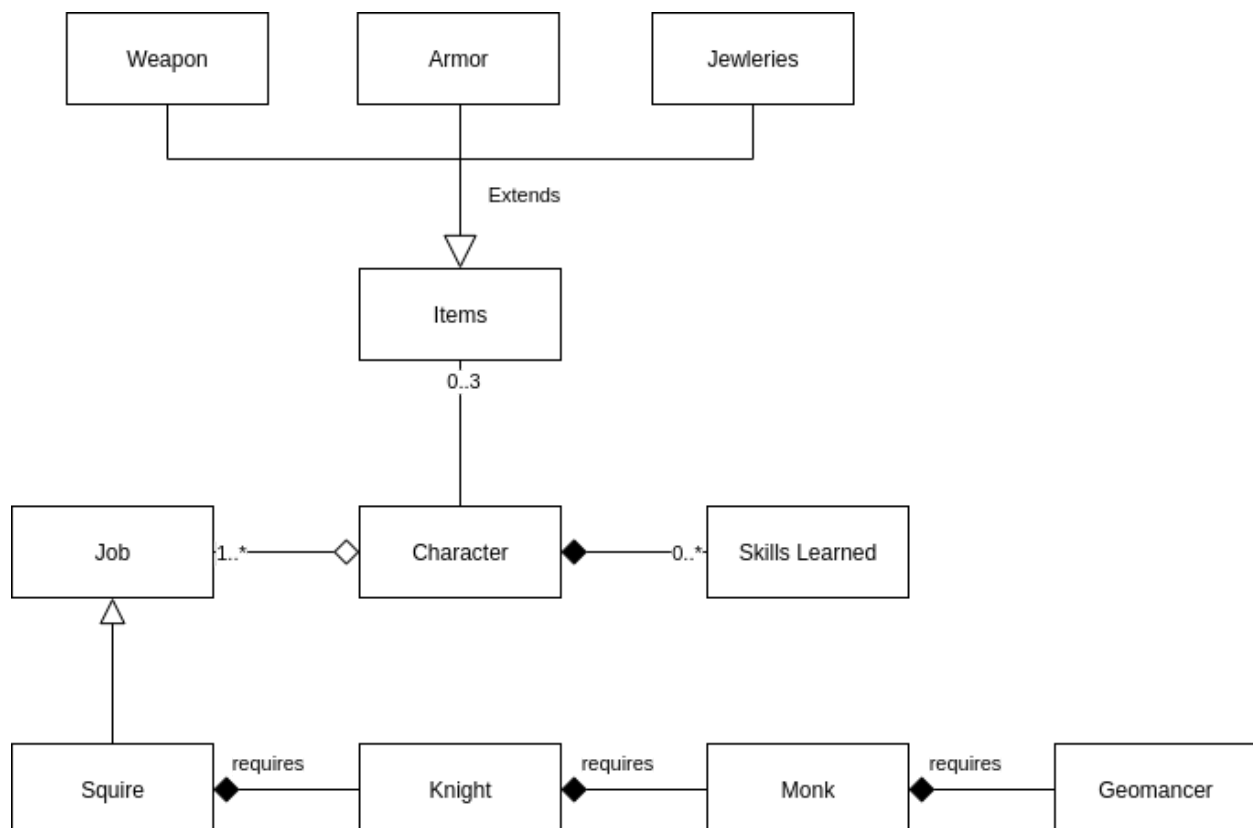 Weapon
Armor
Jewleries
Extends
Items
0..3
Job
1..*
Character
0..*
Skills Learned
requires
requires
requires
Squire
Knight
Monk
Geomancer